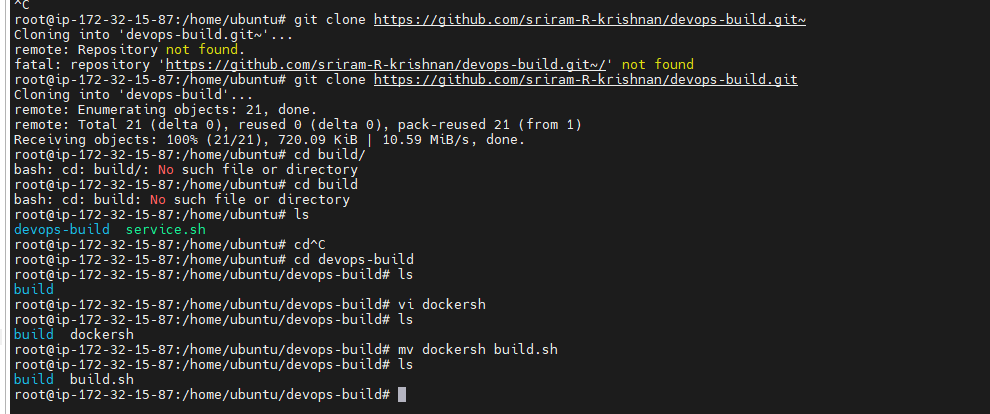 ^C
root@ip-172-32-15-87:/home/ubuntu# git clone https://github.com/sriram-R-krishnan/devops-build.git~
Cloning into 'devops-build.git~'...
remote: Repository not found.
fatal: repository 'https://github.com/sriram-R-krishnan/devops-build.git~/' not found
root@ip-172-32-15-87:/home/ubuntu# git clone https://github.com/sriram-R-krishnan/devops-build.git
Cloning into 'devops-build'...
remote: Enumerating objects: 21, done.
remote: Total 21 (delta 0), reused 0 (delta 0), pack-reused 21 (from 1)
Receiving objects: 100% (21/21), 720.09 KiB | 10.59 MiB/s, done.
root@ip-172-32-15-87:/home/ubuntu# cd build/
bash: cd: build/: No such file or directory
root@ip-172-32-15-87:/home/ubuntu# cd build
bash: cd: build: No such file or directory
root@ip-172-32-15-87:/home/ubuntu# ls
devops-build  service.sh
root@ip-172-32-15-87:/home/ubuntu# cd^C
root@ip-172-32-15-87:/home/ubuntu# cd devops-build
root@ip-172-32-15-87:/home/ubuntu/devops-build# ls
build
root@ip-172-32-15-87:/home/ubuntu/devops-build# vi dockersh
root@ip-172-32-15-87:/home/ubuntu/devops-build# ls
build  dockersh
root@ip-172-32-15-87:/home/ubuntu/devops-build# mv dockersh build.sh
root@ip-172-32-15-87:/home/ubuntu/devops-build# ls
build  build.sh
root@ip-172-32-15-87:/home/ubuntu/devops-build#